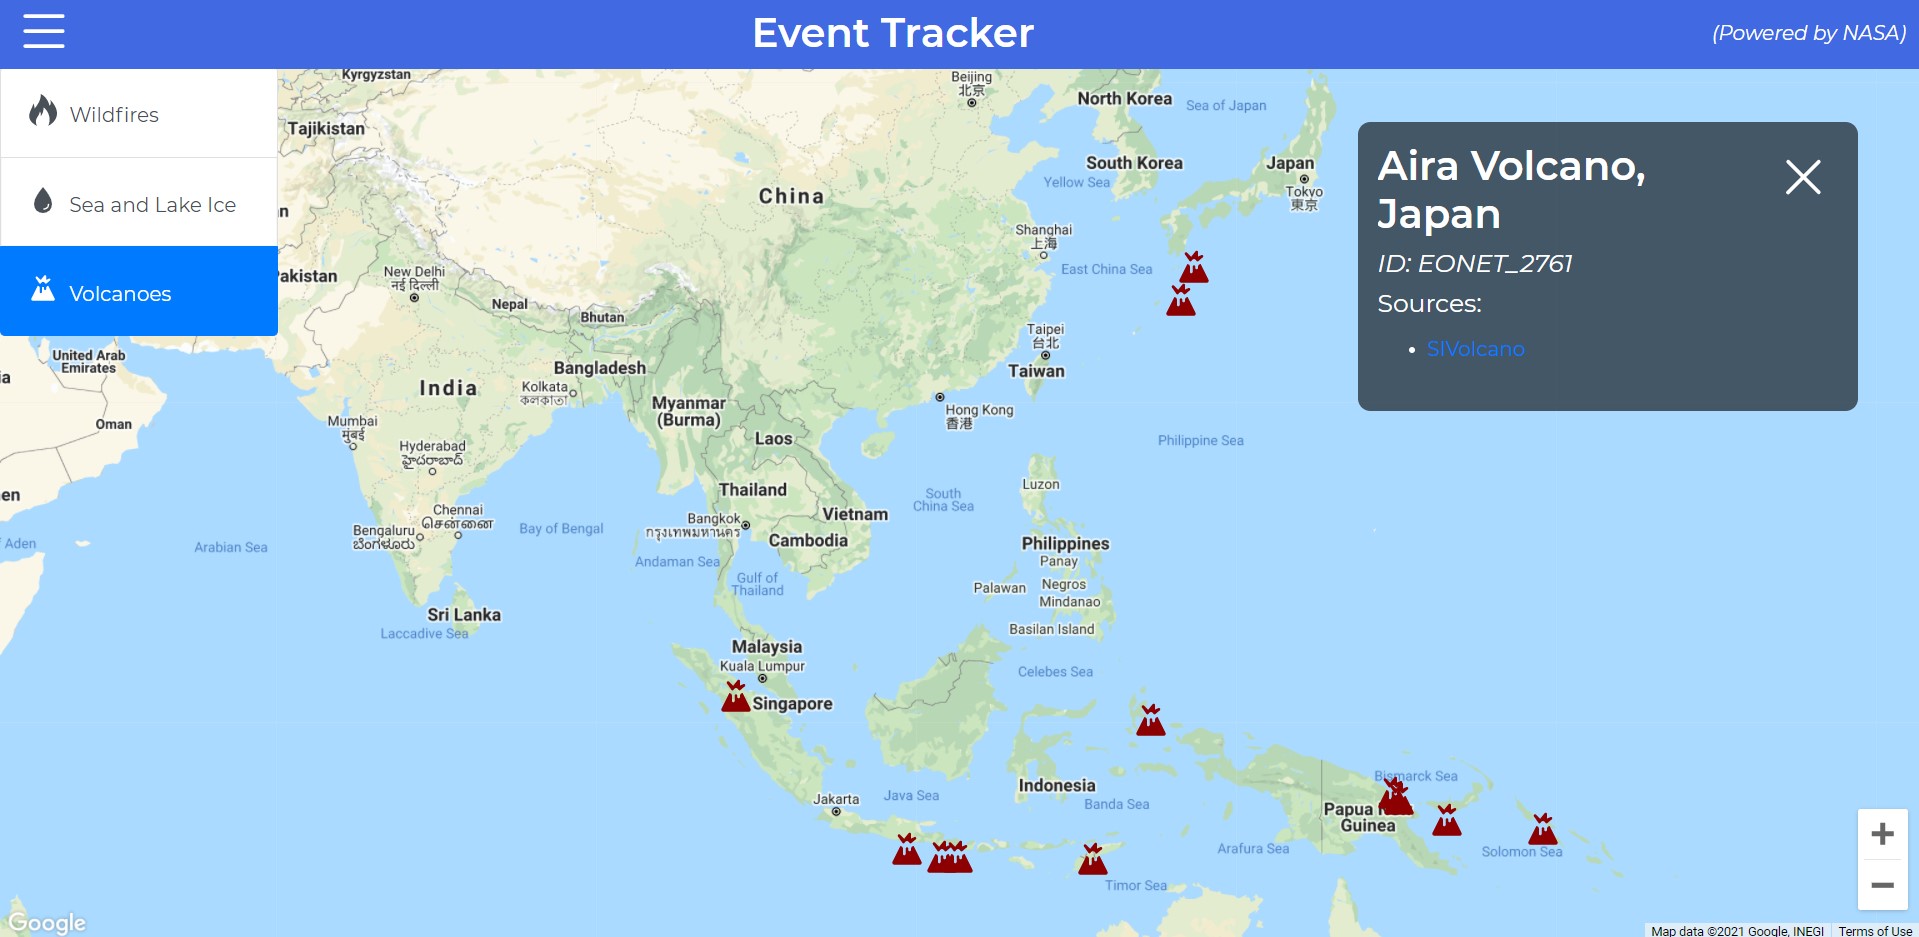 Event Tracker
(Powered by NASA)
Wildfires
Sea and Lake Ice
Volcanoes
Aira Volcano,
Japan
ID: EONET_2761
Sources:
• SIVolcano
Kyrgyzstan
Tajikistan
Beijing
北京
North Korea
Sea of Japan
South Korea
Japan
Tokyo
東京
Yellow Sea
China
Shanghai
上海
East China Sea
New Delhi
नई दिल्ली
Nepal
Bhutan
Taipei
台北
Taiwan
United Arab
Emirates
Oman
India
Bangladesh
Kolkata
কলকাতা
Myanmar
(Burma)
Hong Kong
香港
Mumbai
मुंबई
Hyderabad
హైదరాబాద్
Laos
Philippine Sea
Thailand
Luzon
South
China Sea
Chennai
சென்னை
Bengaluru
ಬೆಂಗಳೂರು
Bay of Bengal
Bangkok
กรุงเทพมหานคร
Vietnam
Cambodia
Philippines
Panay
Arabian Sea
Aden
Andaman Sea
Gulf of
Thailand
Palawan
Negros
Mindanao
Sri Lanka
Laccadive Sea
Basilan Island
Malaysia
Kuala Lumpur
Celebes Sea
Singapore
Indonesia
Jakarta
Java Sea
Banda Sea
Bismarck Sea
Papua
Guinea
Arafura Sea
Solomon Sea
Timor Sea
+
−
Google
Map data ©2021 Google, INEGI
Terms of Use